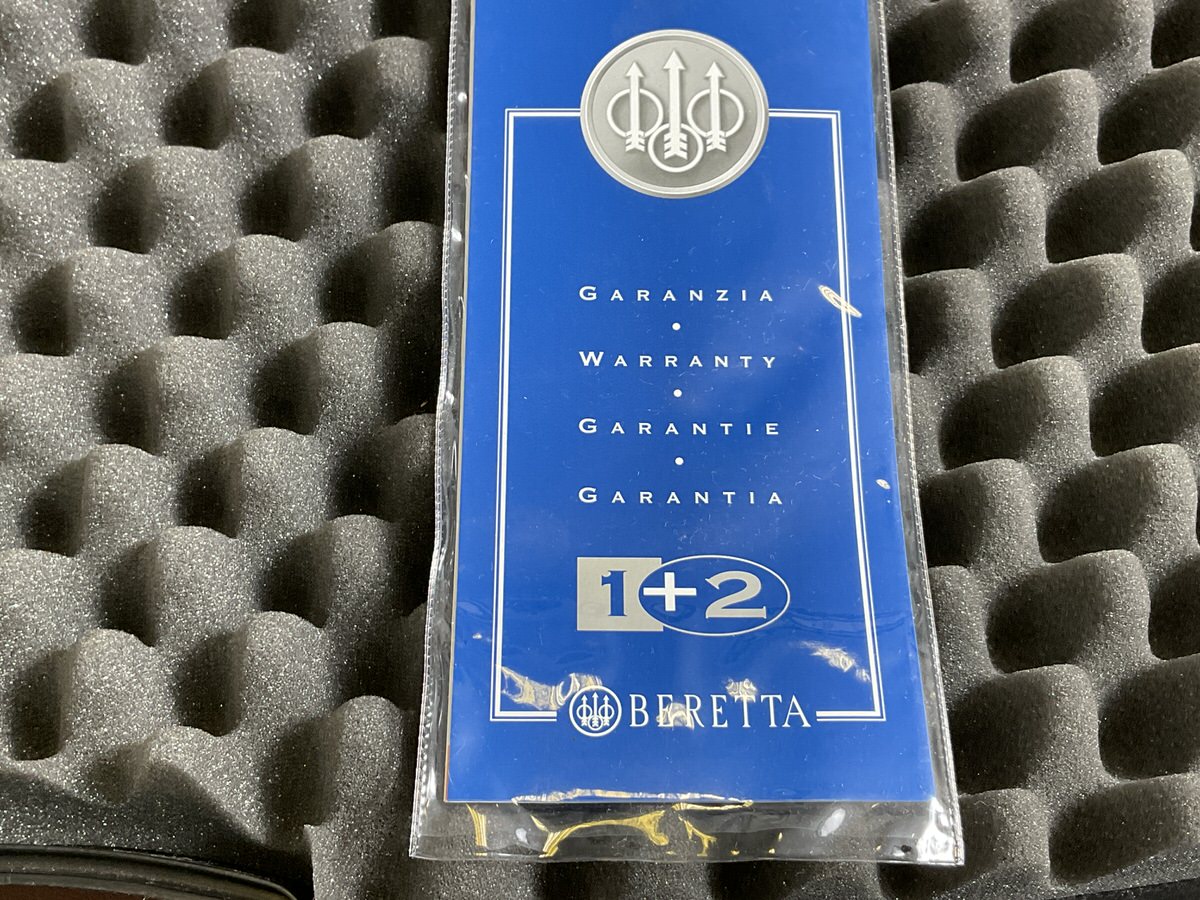 GARANZIA
•
WARRANTY
•
GARANTIE
•
GARANTIA
1+2
BERETTA